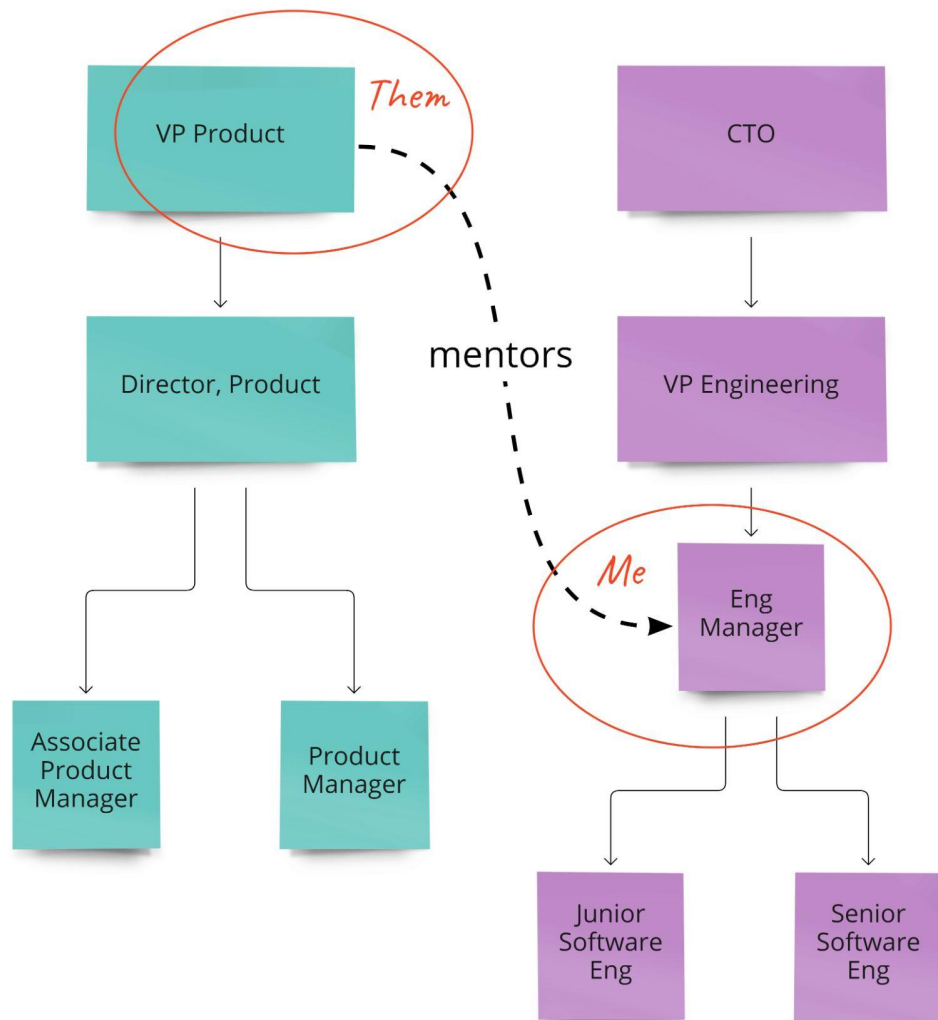 Them
VP Product
CTO
mentors
Director, Product
VP Engineering
Me
Eng
Manager
Associate
Product
Manager
Product
Manager
Junior
Software
Eng
Senior
Software
Eng